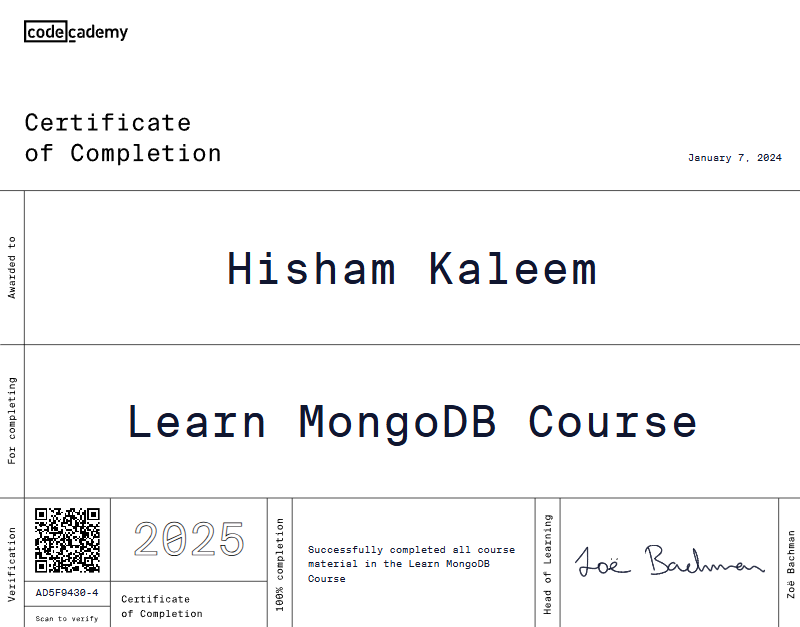 codecademy
Certificate
of Completion
January 7, 2024
Awarded to
Hisham Kaleem
For completing
Learn MongoDB Course
Verification
AD5F9430-4
Scan to verify
2025
Certificate
of Completion
100% completion
Successfully completed all course
material in the Learn MongoDB
Course
Head of Learning
Zoë Bachman
Zoë Bachman